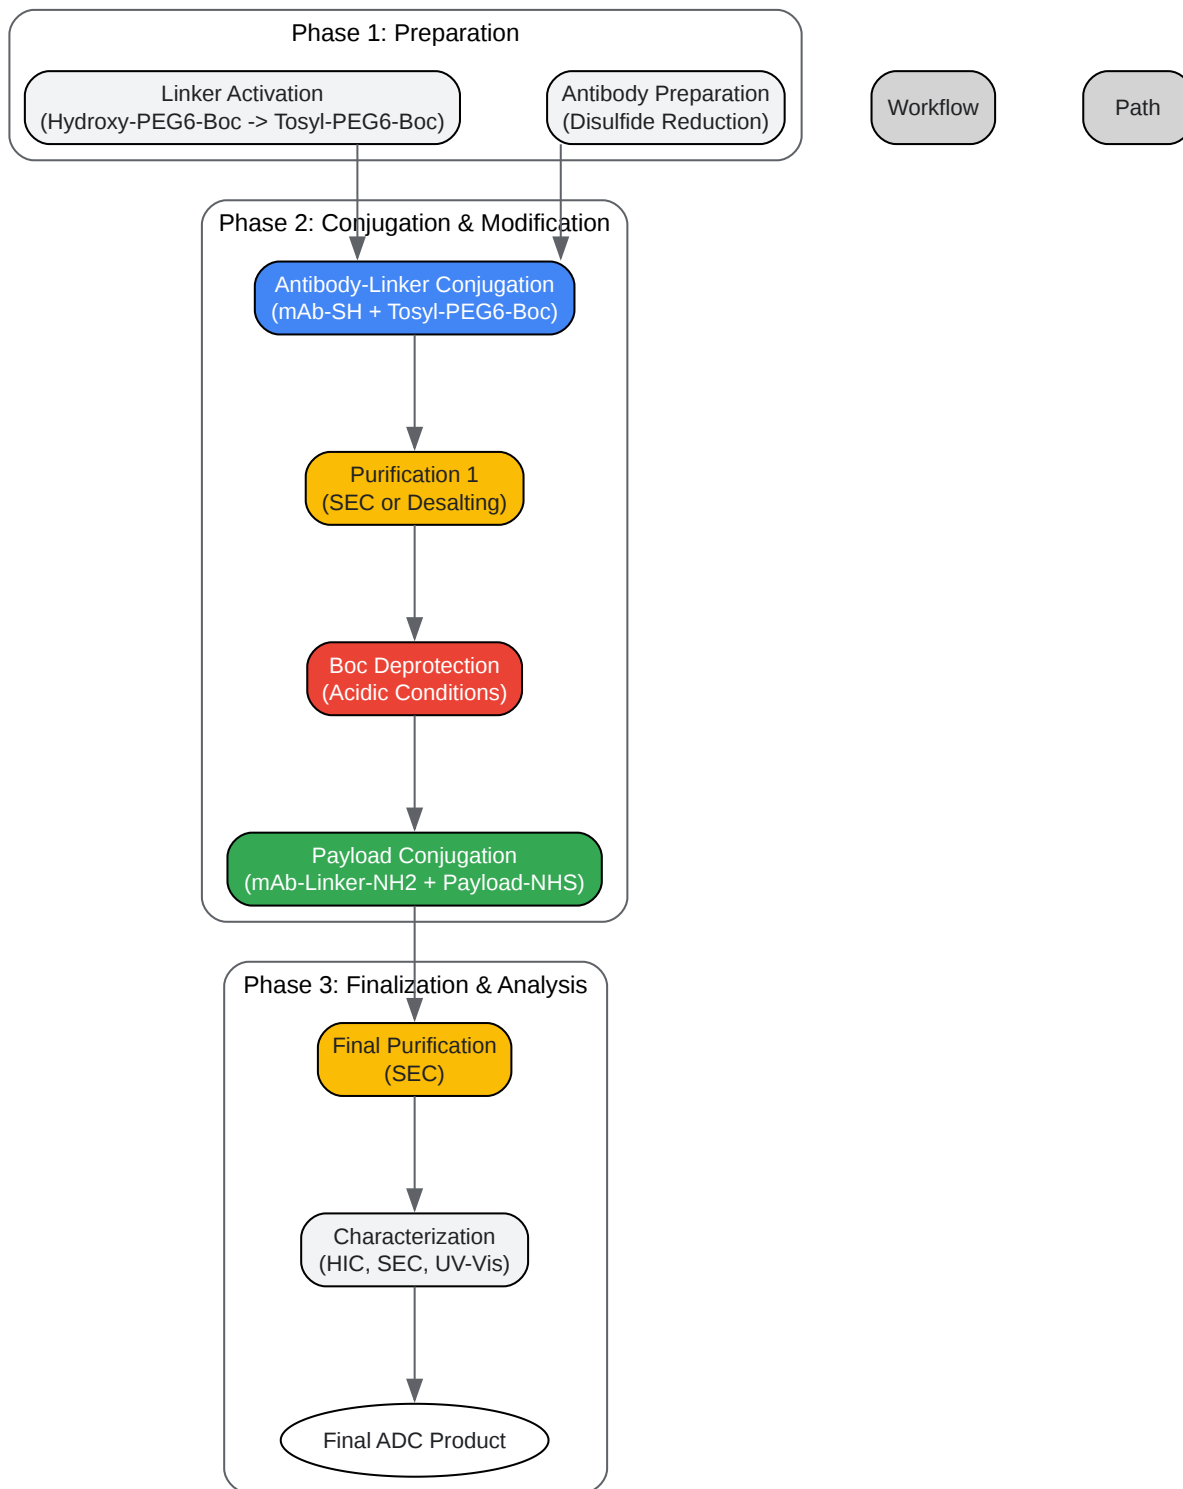 Phase 1: Preparation
Linker Activation
(Hydroxy-PEG6-Boc -> Tosyl-PEG6-Boc)
Antibody Preparation
(Disulfide Reduction)
Workflow
Path
Phase 2: Conjugation & Modification
Antibody-Linker Conjugation
(mAb-SH + Tosyl-PEG6-Boc)
Purification 1
(SEC or Desalting)
Boc Deprotection
(Acidic Conditions)
Payload Conjugation
(mAb-Linker-NH2 + Payload-NHS)
Phase 3: Finalization & Analysis
Final Purification
(SEC)
Characterization
(HIC, SEC, UV-Vis)
Final ADC Product